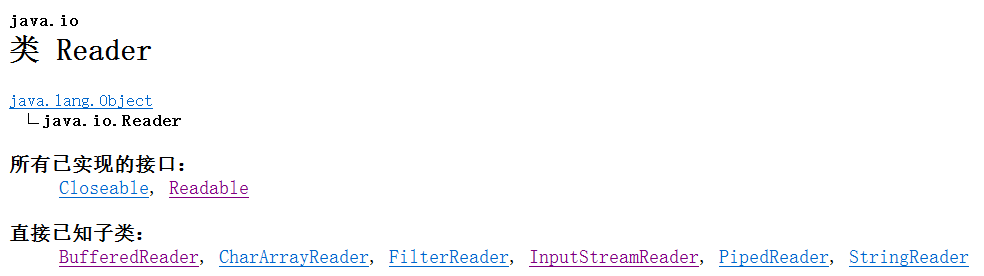 java.io
类 Reader
java.lang.Object
java.io.Reader
所有已实现的接口：
Closeable, Readable
直接已知子类：
BufferedReader, CharArrayReader, FilterReader, InputStreamReader, PipedReader, StringReader